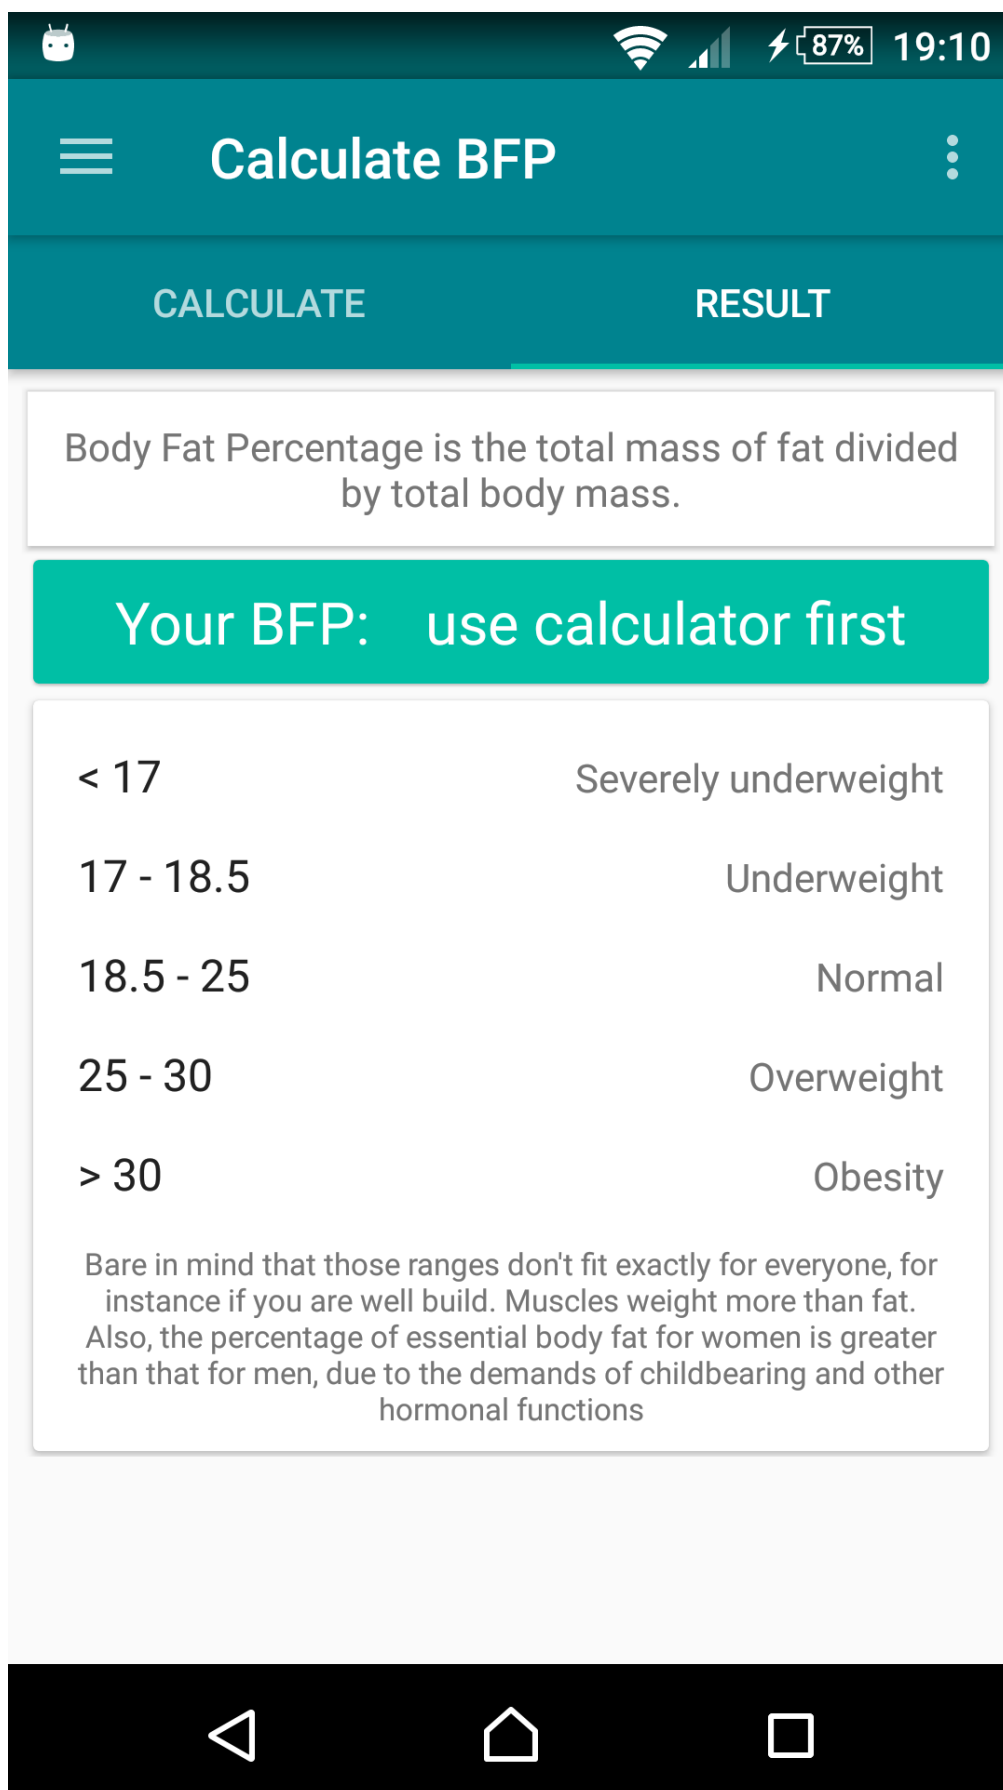 87% 19:10
Calculate BFP
CALCULATE RESULT
Body Fat Percentage is the total mass of fat divided
by total body mass.
Your BFP: use calculator first
< 17 Severely underweight
17 - 18.5 Underweight
18.5 - 25 Normal
25 - 30 Overweight
> 30 Obesity
Bare in mind that those ranges don't fit exactly for everyone, for
instance if you are well build. Muscles weight more than fat.
Also, the percentage of essential body fat for women is greater
than that for men, due to the demands of childbearing and other
hormonal functions